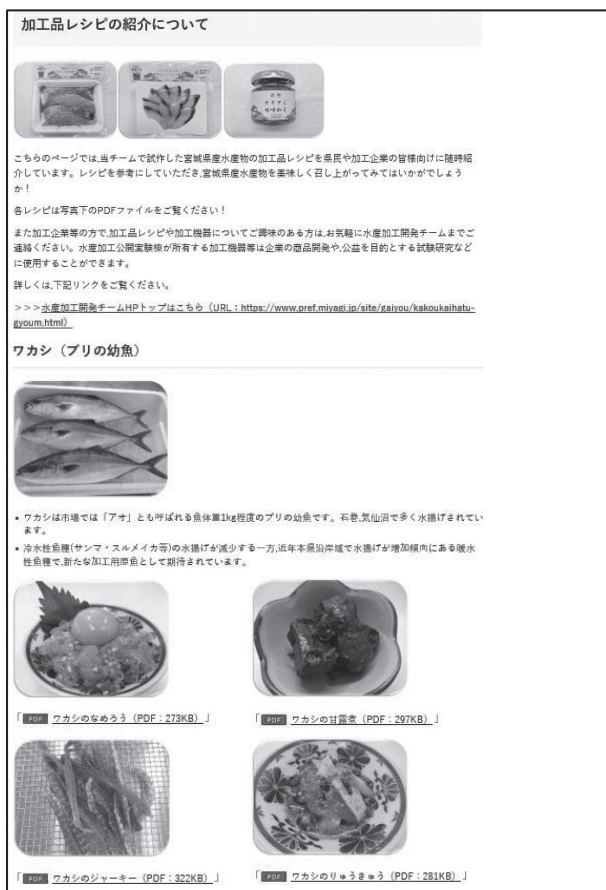 加工品レシピの紹介について
こちらのページでは,当チームで試作した宮城県産水産物の加工品レシピを県民や加工企業の皆様向けに随時紹
介しています。レシピを参考にしていただき,宮城県産水産物を美味しく召し上がってみてはいかがでしょう
か！
各レシピは写真下のPDFファイルをご覧ください！
また加工企業等の方で,加工品レシピや加工機器についてご興味のある方は,お気軽に水産加工開発チームまでご
連絡ください。水産加工公開実験棟が所有する加工機器等は企業の商品開発や,公益を目的とする試験研究など
に使用することができます。
詳しくは,下記リンクをご覧ください。
>>>水産加工開発チームHPトップはこちら（URL：https://www.pref.miyagi.jp/site/gaiyou/kakoukaihatu-
gyoum.html）
ワカシ（ブリの幼魚）
• ワカシは市場では「アオ」とも呼ばれる魚体重1kg程度のブリの幼魚です。石巻,気仙沼で多く水揚げされてい
ます。
• 冷水性魚種(サンマ・スルメイカ等)の水揚げが減少する一方,近年本県沿岸域で水揚げが増加傾向にある暖水
性魚種で,新たな加工用原魚として期待されています。
「PDF ワカシのなめろう（PDF：273KB）」
「PDF ワカシの甘露煮（PDF：297KB）」
「PDF ワカシのジャーキー（PDF：322KB）」
「PDF ワカシのりゅうきゅう（PDF：281KB）」